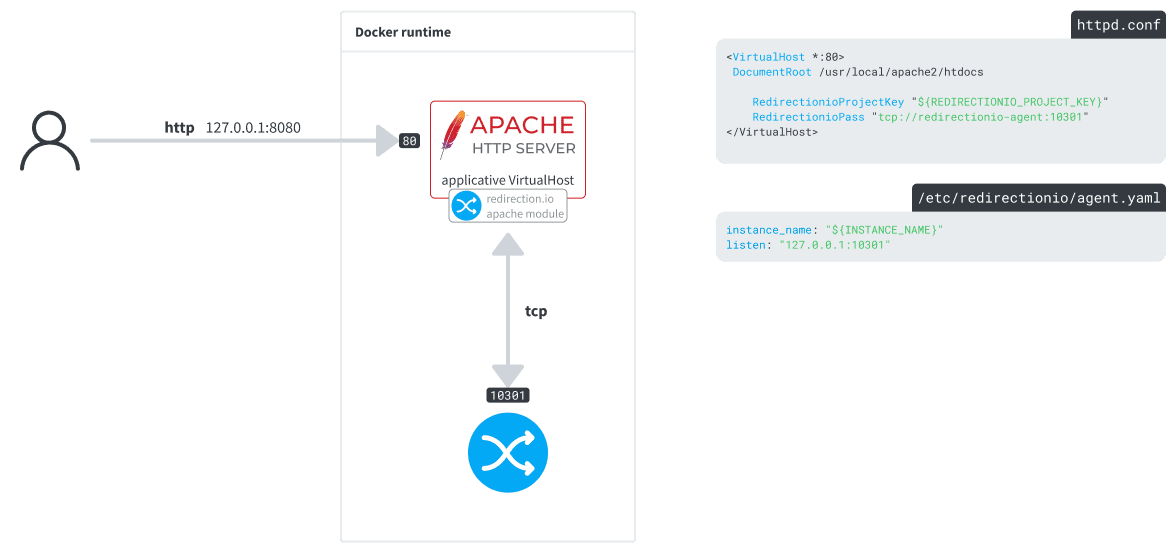 Docker runtime
http 127.0.0.1:8080
80
APACHE
HTTP SERVER
applicative VirtualHost
redirection.io
apache module
tcp
10301
httpd.conf
<VirtualHost *:80>
DocumentRoot /usr/local/apache2/htdocs
RedirectionioProjectKey "${REDIRECTIONIO_PROJECT_KEY}"
RedirectionioPass "tcp://redirectionio-agent:10301"
</VirtualHost>
/etc/redirectionio/agent.yaml
instance_name: "${INSTANCE_NAME}"
listen: "127.0.0.1:10301"